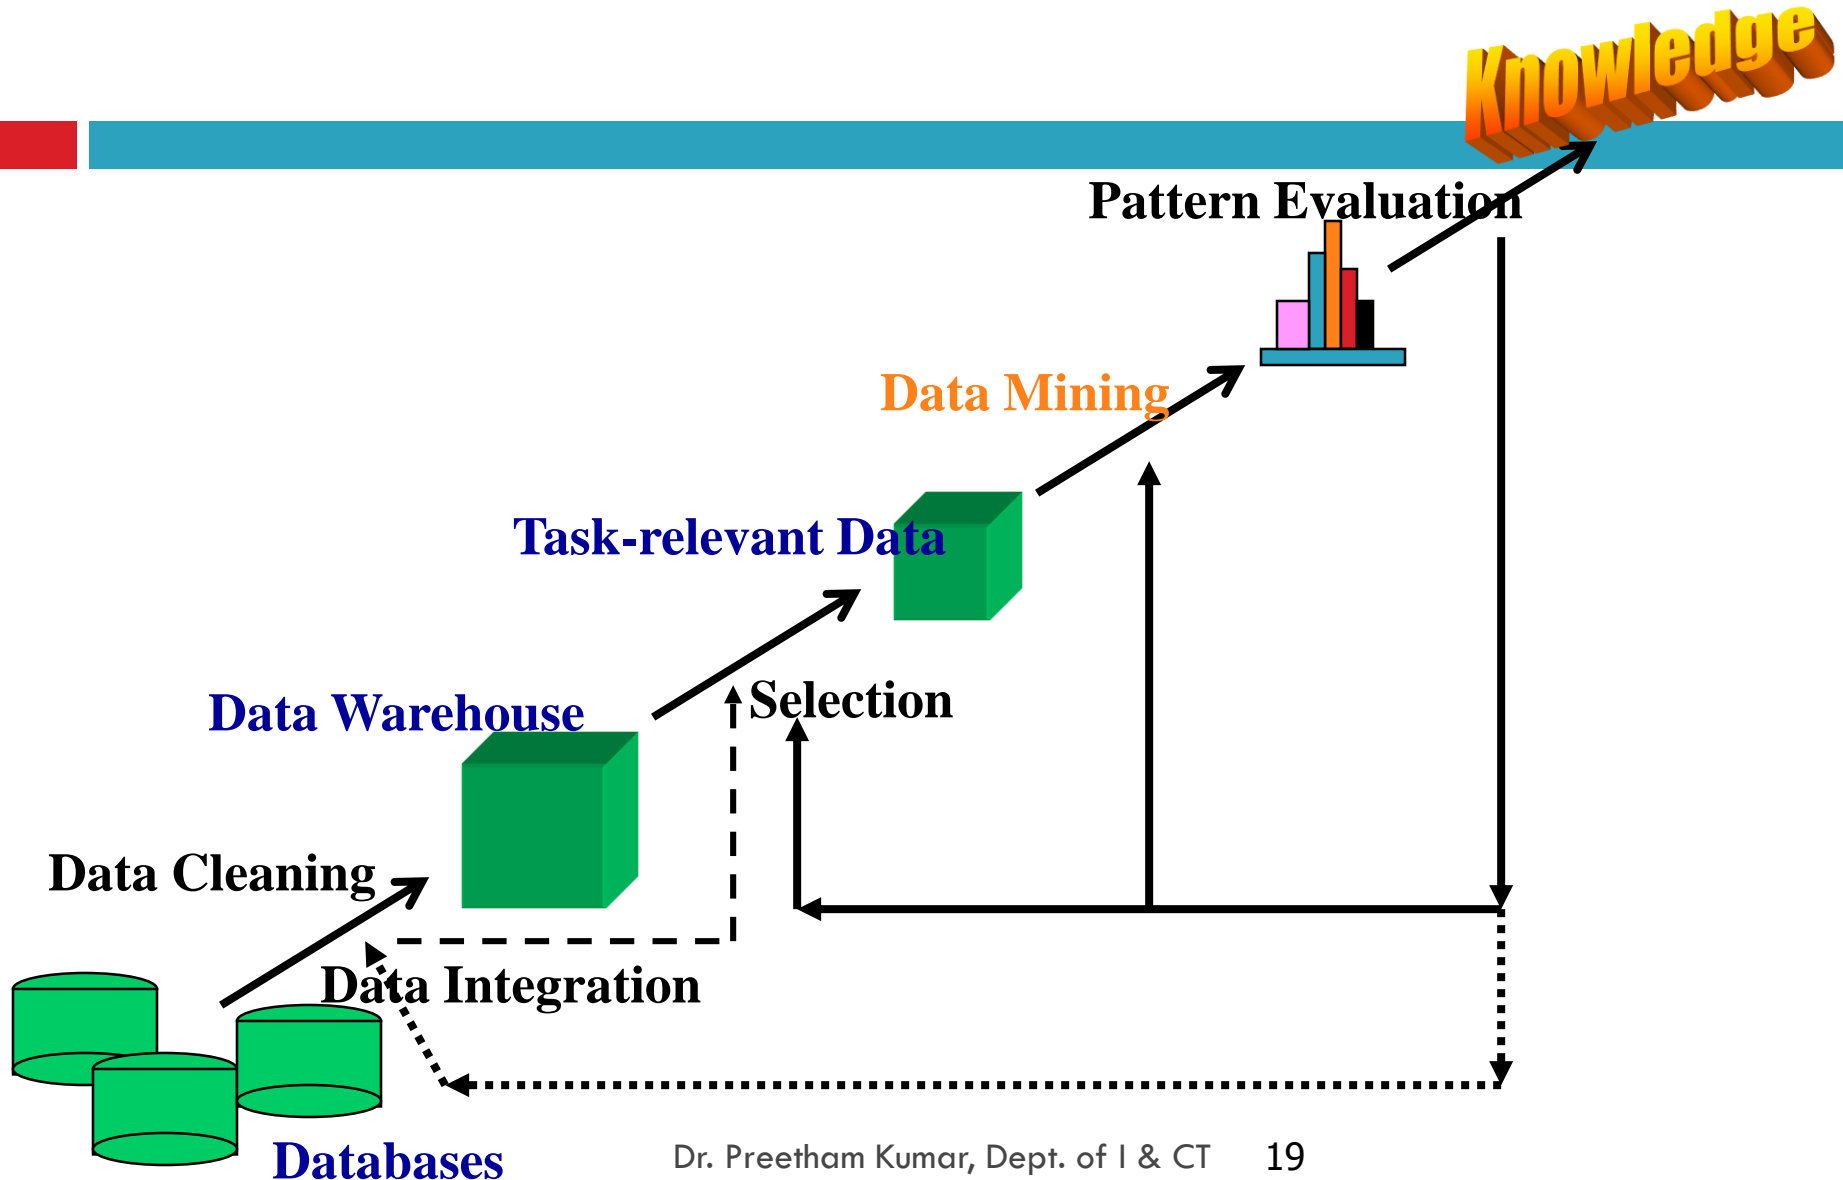 Knowledge
Pattern Evaluation
Data Mining
Task-relevant Data
Selection
Data Warehouse
Data Cleaning
Data Integration
Databases
Dr. Preetham Kumar, Dept. of I & CT 19